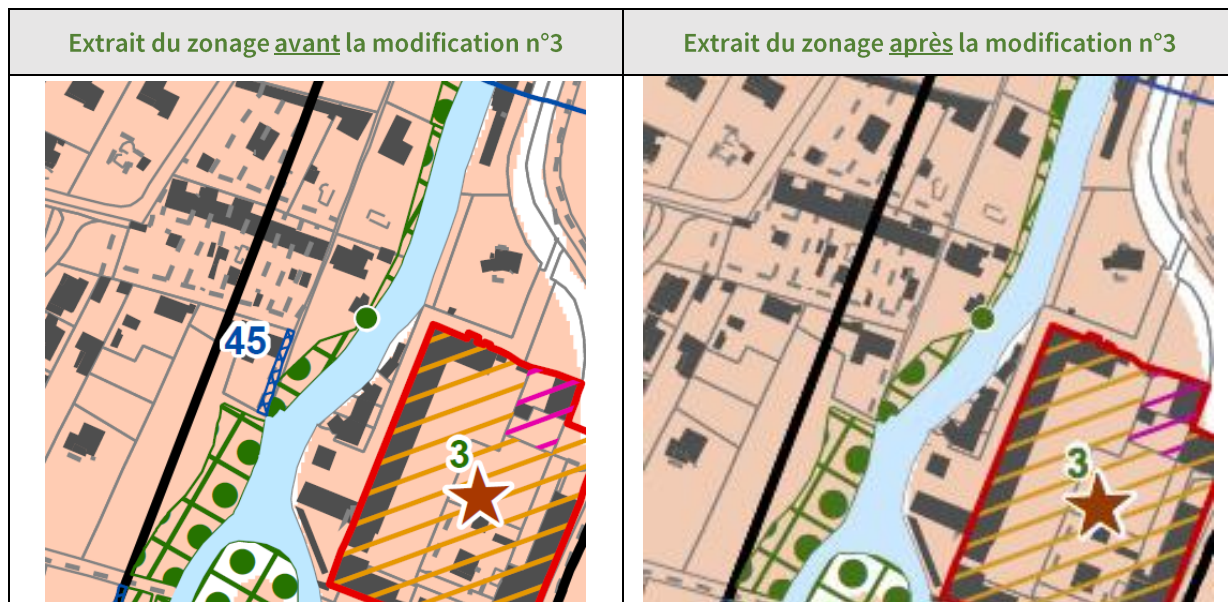 Extrait du zonage avant la modification n°3
Extrait du zonage après la modification n°3
45
3
3